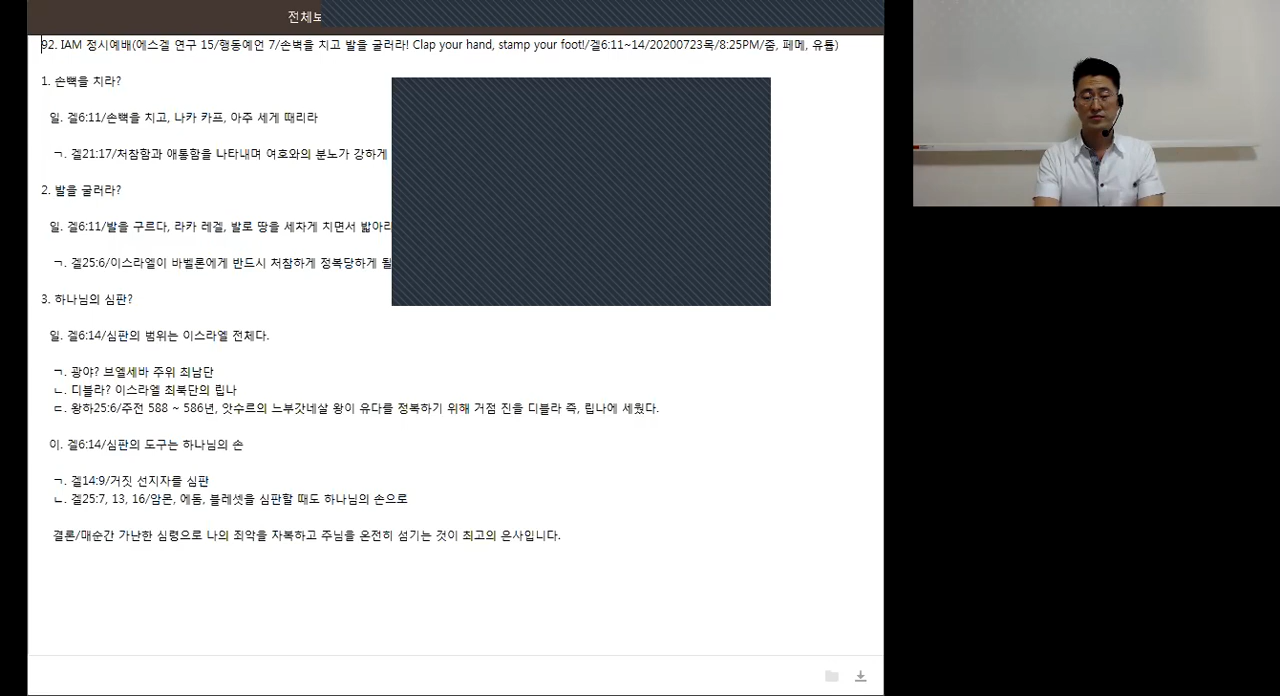 전체보
92. IAM 정시예배(에스겔 연구 15/행동예언 7/손벽을 치고 발을 굴러라! Clap your hand, stamp your foot!/겔6:11~14/20200723목/8:25PM/줌, 페메, 유튭)
1. 손뼉을 치라?
일. 겔6:11/손뼉을 치고, 나카 카프, 아주 세게 때리라
ㄱ. 겔21:17/처참함과 애통함을 나타내며 여호와의 분노가 강하게
2. 발을 굴러라?
일. 겔6:11/발을 구르다, 라카 레겔, 발로 땅을 세차게 치면서 밟아라
ㄱ. 겔25:6/이스라엘이 바벨론에게 반드시 처참하게 정복당하게 될
3. 하나님의 심판?
일. 겔6:14/심판의 범위는 이스라엘 전체다.
ㄱ. 광야? 브엘세바 주위 최남단
ㄴ. 디블라? 이스라엘 최북단의 립나
ㄷ. 왕하25:6/주전 588 ~ 586년, 앗수르의 느부갓네살 왕이 유다를 정복하기 위해 거점 진을 디블라 즉, 립나에 세웠다.
이. 겔6:14/심판의 도구는 하나님의 손
ㄱ. 겔14:9/거짓 선지자를 심판
ㄴ. 겔25:7, 13, 16/암몬, 에돔, 블레셋을 심판할 때도 하나님의 손으로
결론/매순간 가난한 심령으로 나의 죄악을 자복하고 주님을 온전히 섬기는 것이 최고의 은사입니다.